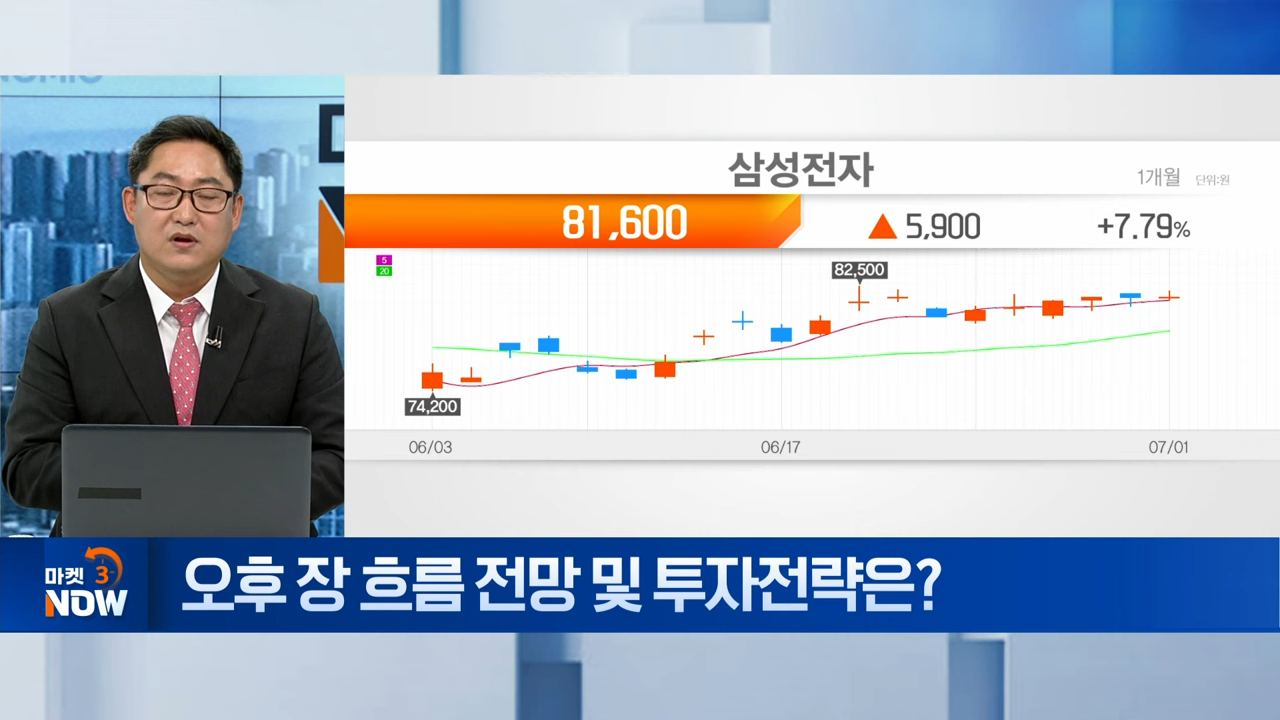 삼성전자
1개월 단위:원
81,600 ▲ 5,900 +7.79%
5
20
82,500
74,200
06/03 06/17 07/01
마켓 3
NOW
오후 장 흐름 전망 및 투자전략은?